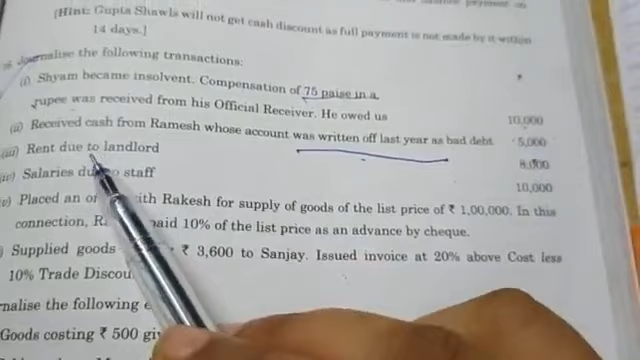 [Hint: Gupta Shawls will not get cash discount as full payment is not made by it within
14 days.]
Journalise the following transactions:
₹
(i) Shyam became insolvent. Compensation of 75 paise in a
rupee was received from his Official Receiver. He owed us 10,000
(ii) Received cash from Ramesh whose account was written off last year as bad debt 5,000
(iii) Rent due to landlord 8,000
(iv) Salaries due to staff 10,000
(v) Placed an with Rakesh for supply of goods of the list price of ₹ 1,00,000. In this
connection, paid 10% of the list price as an advance by cheque.
Supplied goods ₹ 3,600 to Sanjay. Issued invoice at 20% above Cost less
10% Trade
the following
Goods costing ₹ 500